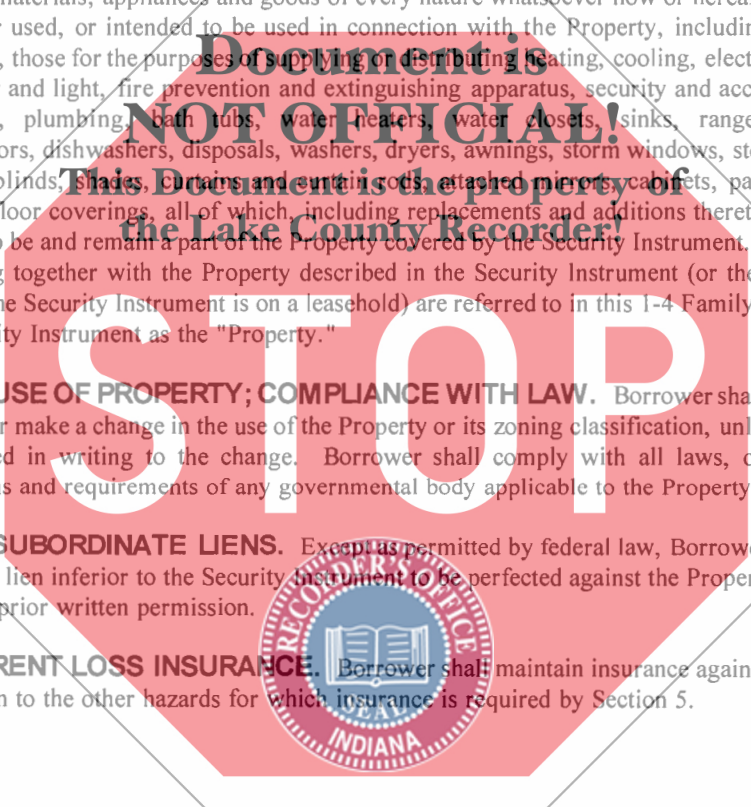 materials, appliances and goods of every nature whatsoever now or herea
r used, or intended to be used in connection with the Property, includin
, those for the purposes of supplying or distributing heating, cooling, elect
r and light, fire prevention and extinguishing apparatus, security and acc
, plumbing, bath tubs, water heaters, water closets, sinks, range
ors, dishwashers, disposals, washers, dryers, awnings, storm windows, sto
blinds, shades, curtains and curtain rods, attached mirrors, cabinets, pa
loor coverings, all of which, including replacements and additions theret
o be and remain a part of the Property covered by the Security Instrument.
g together with the Property described in the Security Instrument (or the
he Security Instrument is on a leasehold) are referred to in this 1-4 Family
ity Instrument as the "Property."
Document is
NOT OFFICIAL!
This Document is the property of
the Lake County Recorder!
STOP
USE OF PROPERTY; COMPLIANCE WITH LAW. Borrower sha
r make a change in the use of the Property or its zoning classification, unl
ed in writing to the change. Borrower shall comply with all laws, o
ns and requirements of any governmental body applicable to the Property
SUBORDINATE LIENS. Except as permitted by federal law, Borrowe
lien inferior to the Security Instrument to be perfected against the Proper
prior written permission.
RENT LOSS INSURANCE. Borrower shall maintain insurance again
n to the other hazards for which insurance is required by Section 5.
RECORDER'S OFFICE
SEAL
INDIANA